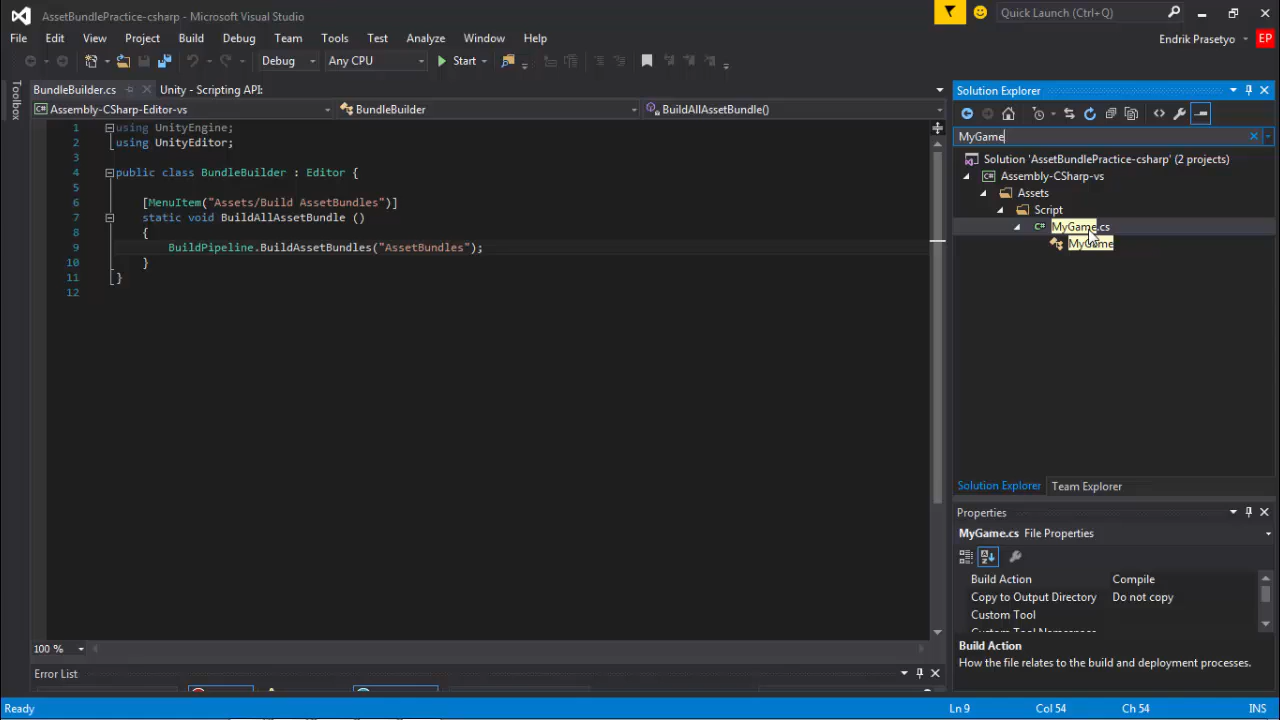 AssetBundlePractice-csharp - Microsoft Visual Studio
Quick Launch (Ctrl+Q)
File Edit View Project Build Debug Team Tools Test Analyze Window Help
Endrik Prasetyo EP
Debug Any CPU Start
Toolbox
BundleBuilder.cs Unity - Scripting API:
Assembly-CSharp-Editor-vs BundleBuilder BuildAllAssetBundle()
1 using UnityEngine;
2 using UnityEditor;
3
4 public class BundleBuilder : Editor {
5
6 [MenuItem("Assets/Build AssetBundles")]
7 static void BuildAllAssetBundle ()
8 {
9 BuildPipeline.BuildAssetBundles("AssetBundles");
10 }
11 }
12
100 %
Error List
Solution Explorer
MyGame
Solution 'AssetBundlePractice-csharp' (2 projects)
Assembly-CSharp-vs
Assets
Script
C# MyGame.cs
MyGame
Solution Explorer Team Explorer
Properties
MyGame.cs File Properties
Build Action Compile
Copy to Output Directory Do not copy
Custom Tool
Custom Tool Namespace
Build Action
How the file relates to the build and deployment processes.
Ready Ln 9 Col 54 Ch 54 INS